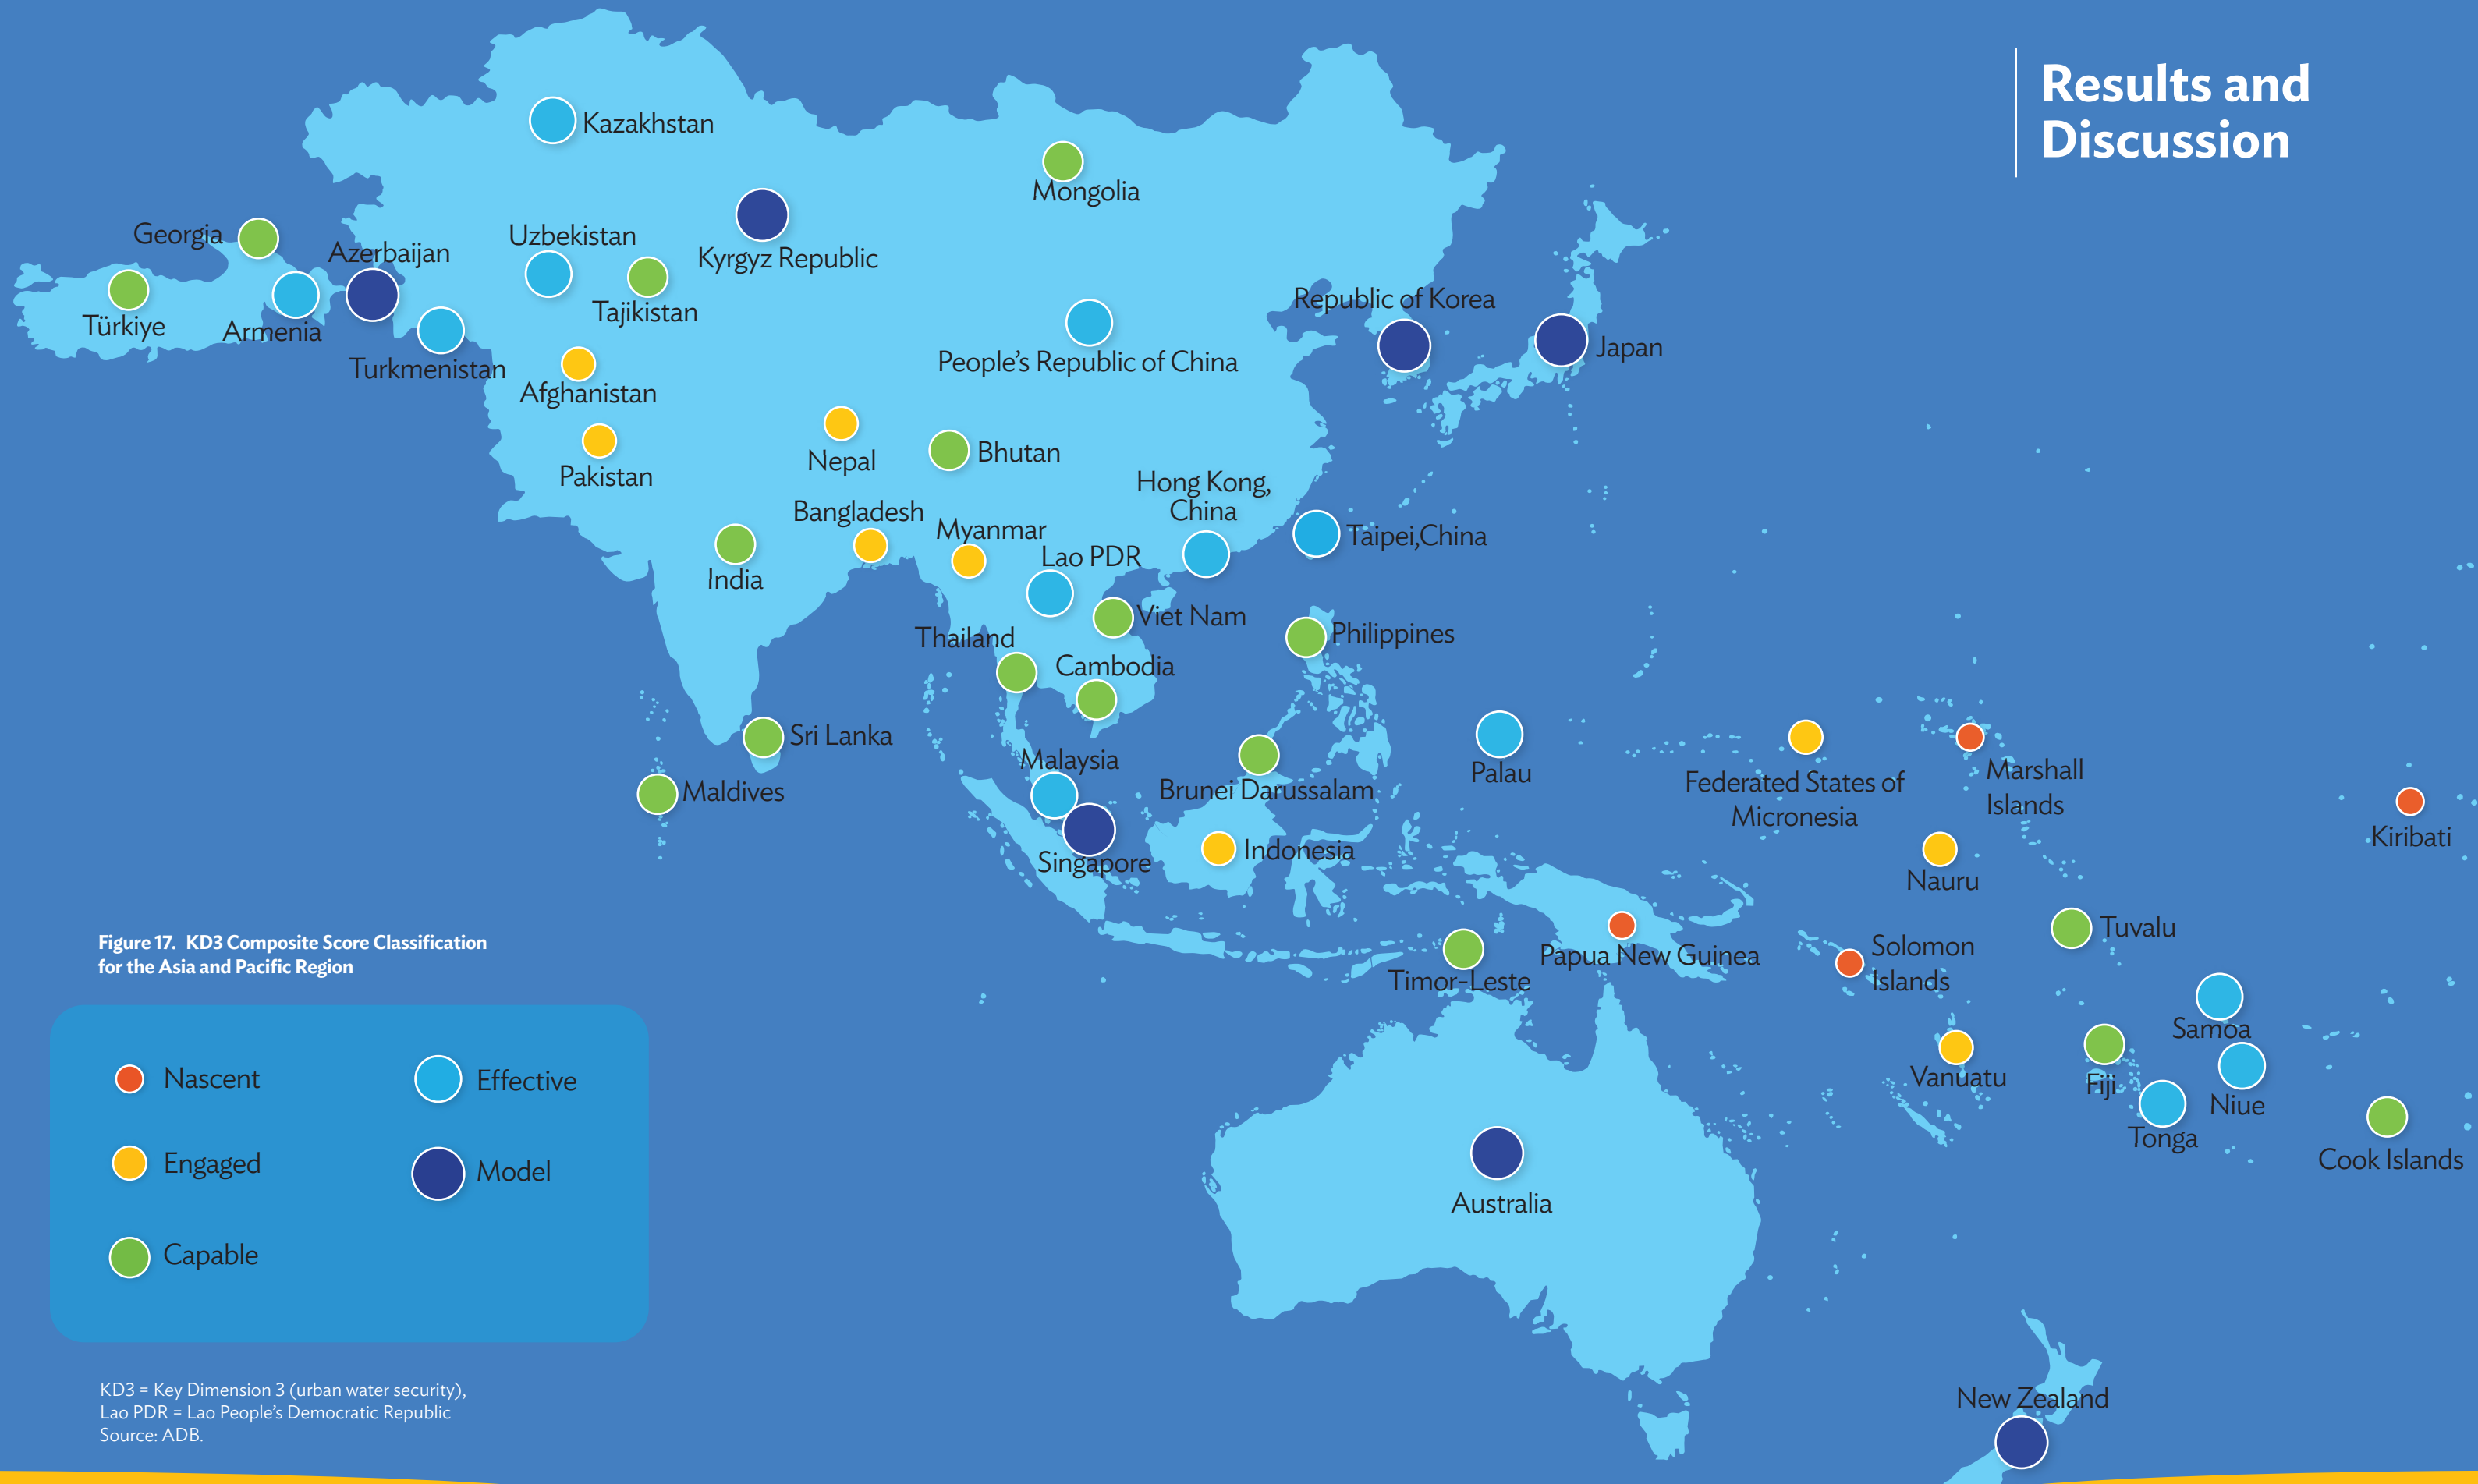 Results and
Discussion
Kazakhstan
Mongolia
Georgia
Azerbaijan
Uzbekistan
Kyrgyz Republic
Türkiye
Armenia
Tajikistan
Turkmenistan
Republic of Korea
Japan
People's Republic of China
Afghanistan
Pakistan
Nepal
Bhutan
Hong Kong,
China
Bangladesh
Myanmar
Taipei,China
Lao PDR
India
Viet Nam
Thailand
Philippines
Cambodia
Sri Lanka
Malaysia
Maldives
Brunei Darussalam
Palau
Federated States of
Micronesia
Marshall
Islands
Kiribati
Singapore
Indonesia
Nauru
Tuvalu
Papua New Guinea
Solomon
Islands
Timor-Leste
Samoa
Vanuatu
Fiji
Niue
Tonga
Cook Islands
Australia
New Zealand
Figure 17. KD3 Composite Score Classification
for the Asia and Pacific Region
Nascent
Effective
Engaged
Model
Capable
KD3 = Key Dimension 3 (urban water security),
Lao PDR = Lao People's Democratic Republic
Source: ADB.